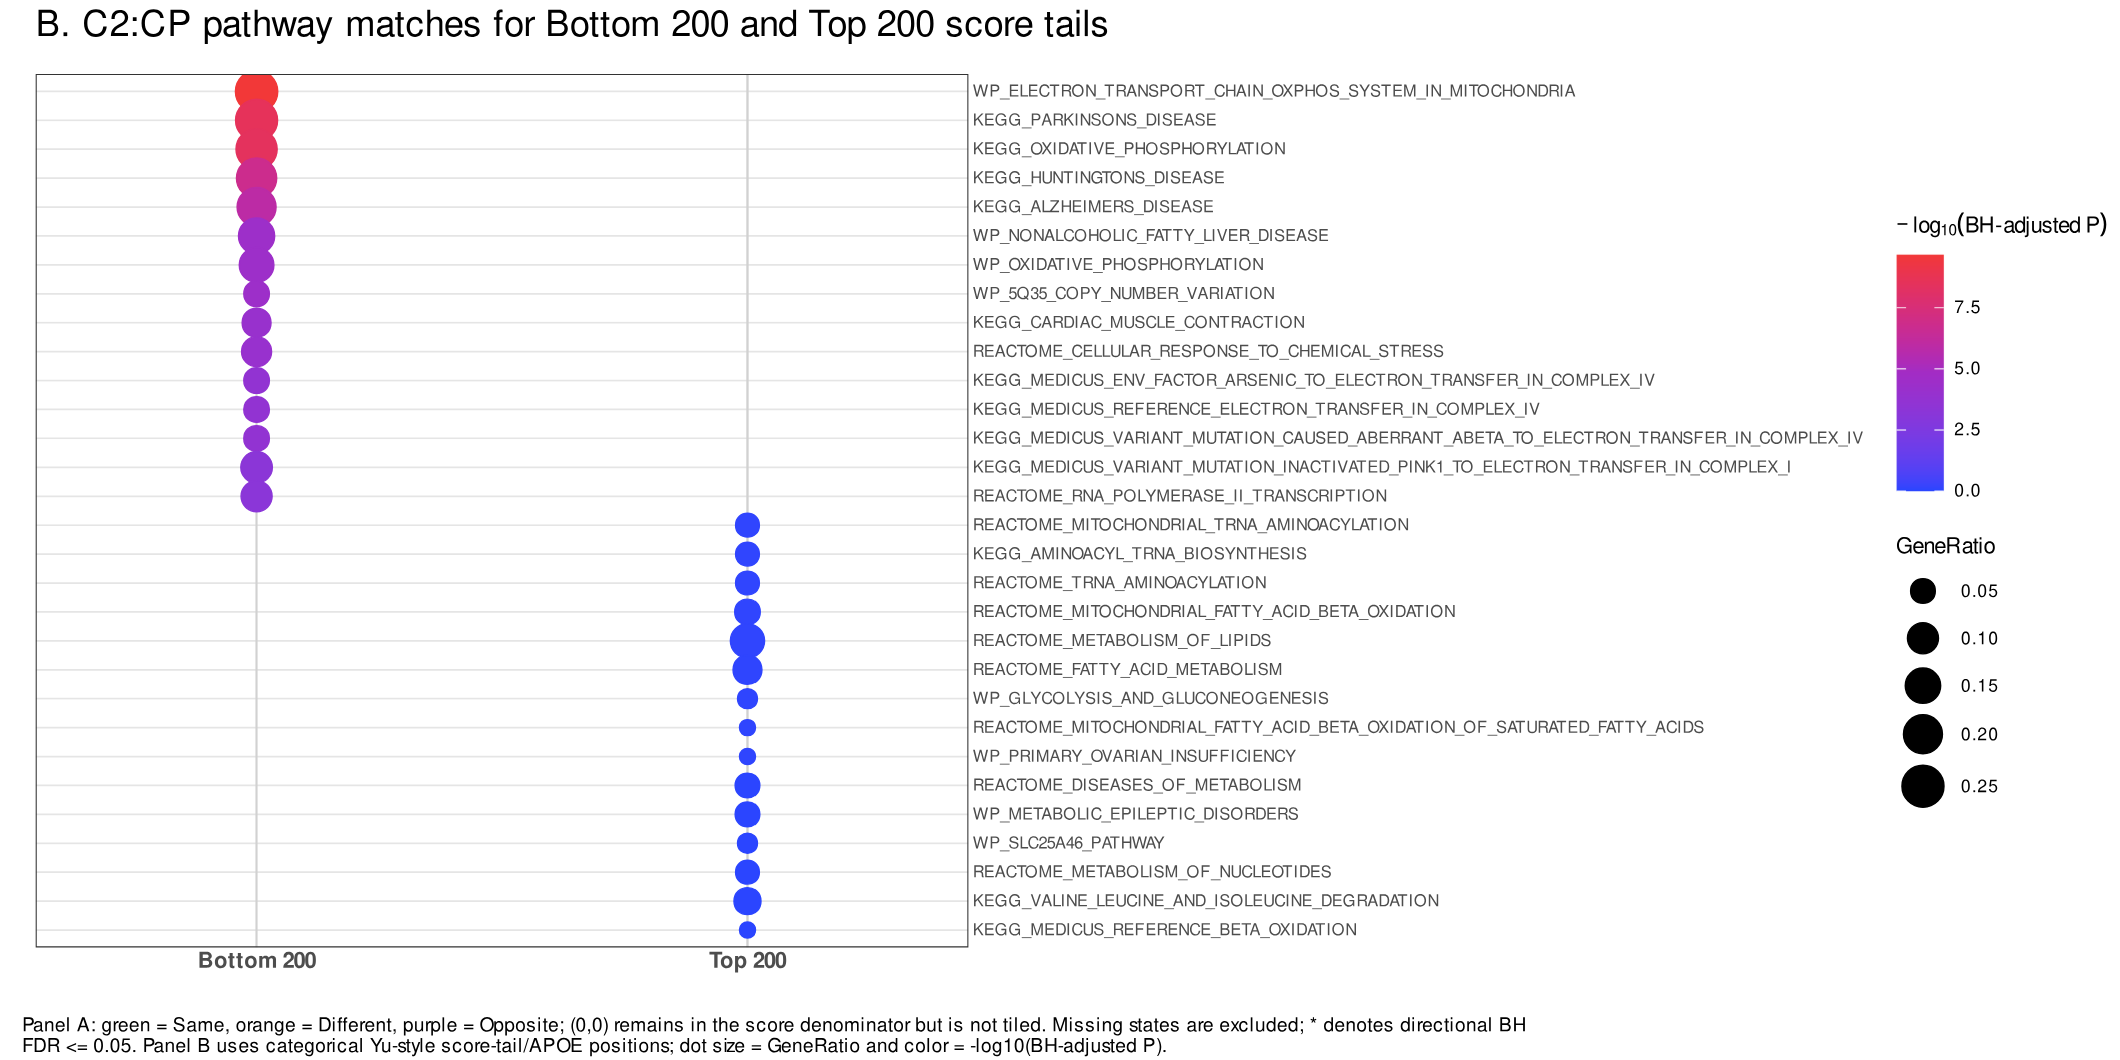 B. C2:CP pathway matches for Bottom 200 and Top 200 score tails
WP_ELECTRON_TRANSPORT_CHAIN_OXPHOS_SYSTEM_IN_MITOCHONDRIA
KEGG_PARKINSONS_DISEASE
KEGG_OXIDATIVE_PHOSPHORYLATION
KEGG_HUNTINGTONS_DISEASE
KEGG_ALZHEIMERS_DISEASE
WP_NONALCOHOLIC_FATTY_LIVER_DISEASE
WP_OXIDATIVE_PHOSPHORYLATION
WP_5Q35_COPY_NUMBER_VARIATION
KEGG_CARDIAC_MUSCLE_CONTRACTION
REACTOME_CELLULAR_RESPONSE_TO_CHEMICAL_STRESS
KEGG_MEDICUS_ENV_FACTOR_ARSENIC_TO_ELECTRON_TRANSFER_IN_COMPLEX_IV
KEGG_MEDICUS_REFERENCE_ELECTRON_TRANSFER_IN_COMPLEX_IV
KEGG_MEDICUS_VARIANT_MUTATION_CAUSED_ABERRANT_ABETA_TO_ELECTRON_TRANSFER_IN_COMPLEX_IV
KEGG_MEDICUS_VARIANT_MUTATION_INACTIVATED_PINK1_TO_ELECTRON_TRANSFER_IN_COMPLEX_I
REACTOME_RNA_POLYMERASE_II_TRANSCRIPTION
REACTOME_MITOCHONDRIAL_TRNA_AMINOACYLATION
KEGG_AMINOACYL_TRNA_BIOSYNTHESIS
REACTOME_TRNA_AMINOACYLATION
REACTOME_MITOCHONDRIAL_FATTY_ACID_BETA_OXIDATION
REACTOME_METABOLISM_OF_LIPIDS
REACTOME_FATTY_ACID_METABOLISM
WP_GLYCOLYSIS_AND_GLUCONEOGENESIS
REACTOME_MITOCHONDRIAL_FATTY_ACID_BETA_OXIDATION_OF_SATURATED_FATTY_ACIDS
WP_PRIMARY_OVARIAN_INSUFFICIENCY
REACTOME_DISEASES_OF_METABOLISM
WP_METABOLIC_EPILEPTIC_DISORDERS
WP_SLC25A46_PATHWAY
REACTOME_METABOLISM_OF_NUCLEOTIDES
KEGG_VALINE_LEUCINE_AND_ISOLEUCINE_DEGRADATION
KEGG_MEDICUS_REFERENCE_BETA_OXIDATION
Bottom 200
Top 200
− log₁₀(BH-adjusted P)
7.5
5.0
2.5
0.0
GeneRatio
0.05
0.10
0.15
0.20
0.25
Panel A: green = Same, orange = Different, purple = Opposite; (0,0) remains in the score denominator but is not tiled. Missing states are excluded; * denotes directional BH
FDR <= 0.05. Panel B uses categorical Yu-style score-tail/APOE positions; dot size = GeneRatio and color = -log10(BH-adjusted P).